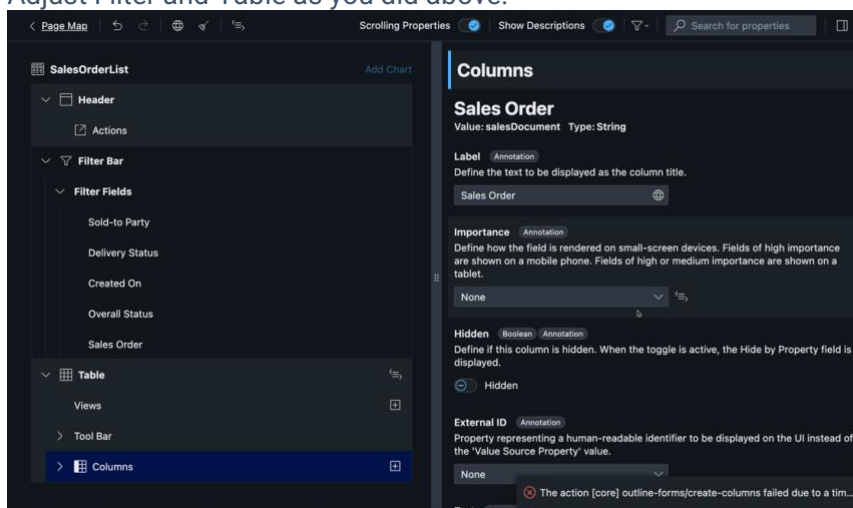 Adjust Filter and Table as you did above.
< Page Map
Scrolling Properties
Show Descriptions
Search for properties
SalesOrderList
Add Chart
Header
Actions
Filter Bar
Filter Fields
Sold-to Party
Delivery Status
Created On
Overall Status
Sales Order
Table
Views
Tool Bar
Columns
Columns
Sales Order
Value: salesDocument Type: String
Label Annotation
Define the text to be displayed as the column title.
Sales Order
Importance Annotation
Define how the field is rendered on small-screen devices. Fields of high importance
are shown on a mobile phone. Fields of high or medium importance are shown on a
tablet.
None
Hidden Boolean Annotation
Define if this column is hidden. When the toggle is active, the Hide by Property field is
displayed.
Hidden
External ID Annotation
Property representing a human-readable identifier to be displayed on the UI instead of
the 'Value Source Property' value.
None
The action [core] outline-forms/create-columns failed due to a tim...